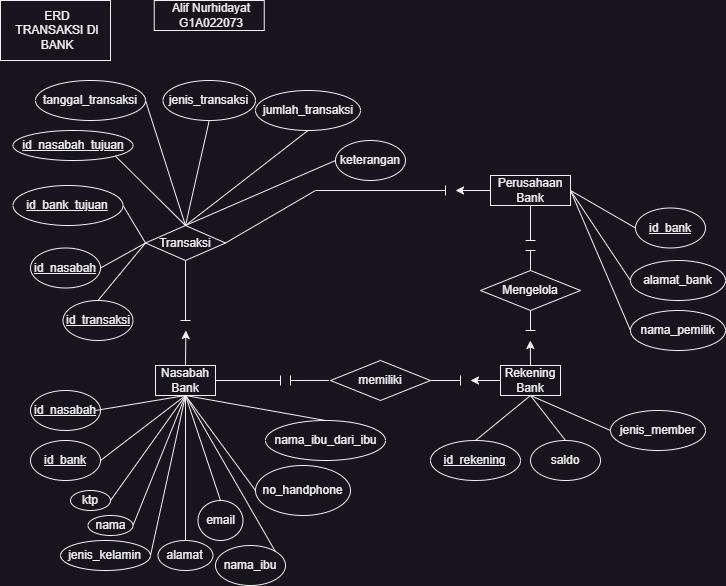 ERD
TRANSAKSI DI
BANK
Alif Nurhidayat
G1A022073
tanggal_transaksi
jenis_transaksi
jumlah_transaksi
id_nasabah_tujuan
keterangan
id_bank_tujuan
Transaksi
id_nasabah
id_transaksi
Perusahaan
Bank
id_bank
alamat_bank
nama_pemilik
Mengelola
Nasabah
Bank
memiliki
Rekening
Bank
id_nasabah
id_bank
ktp
nama
jenis_kelamin
alamat
email
nama_ibu
no_handphone
nama_ibu_dari_ibu
id_rekening
saldo
jenis_member